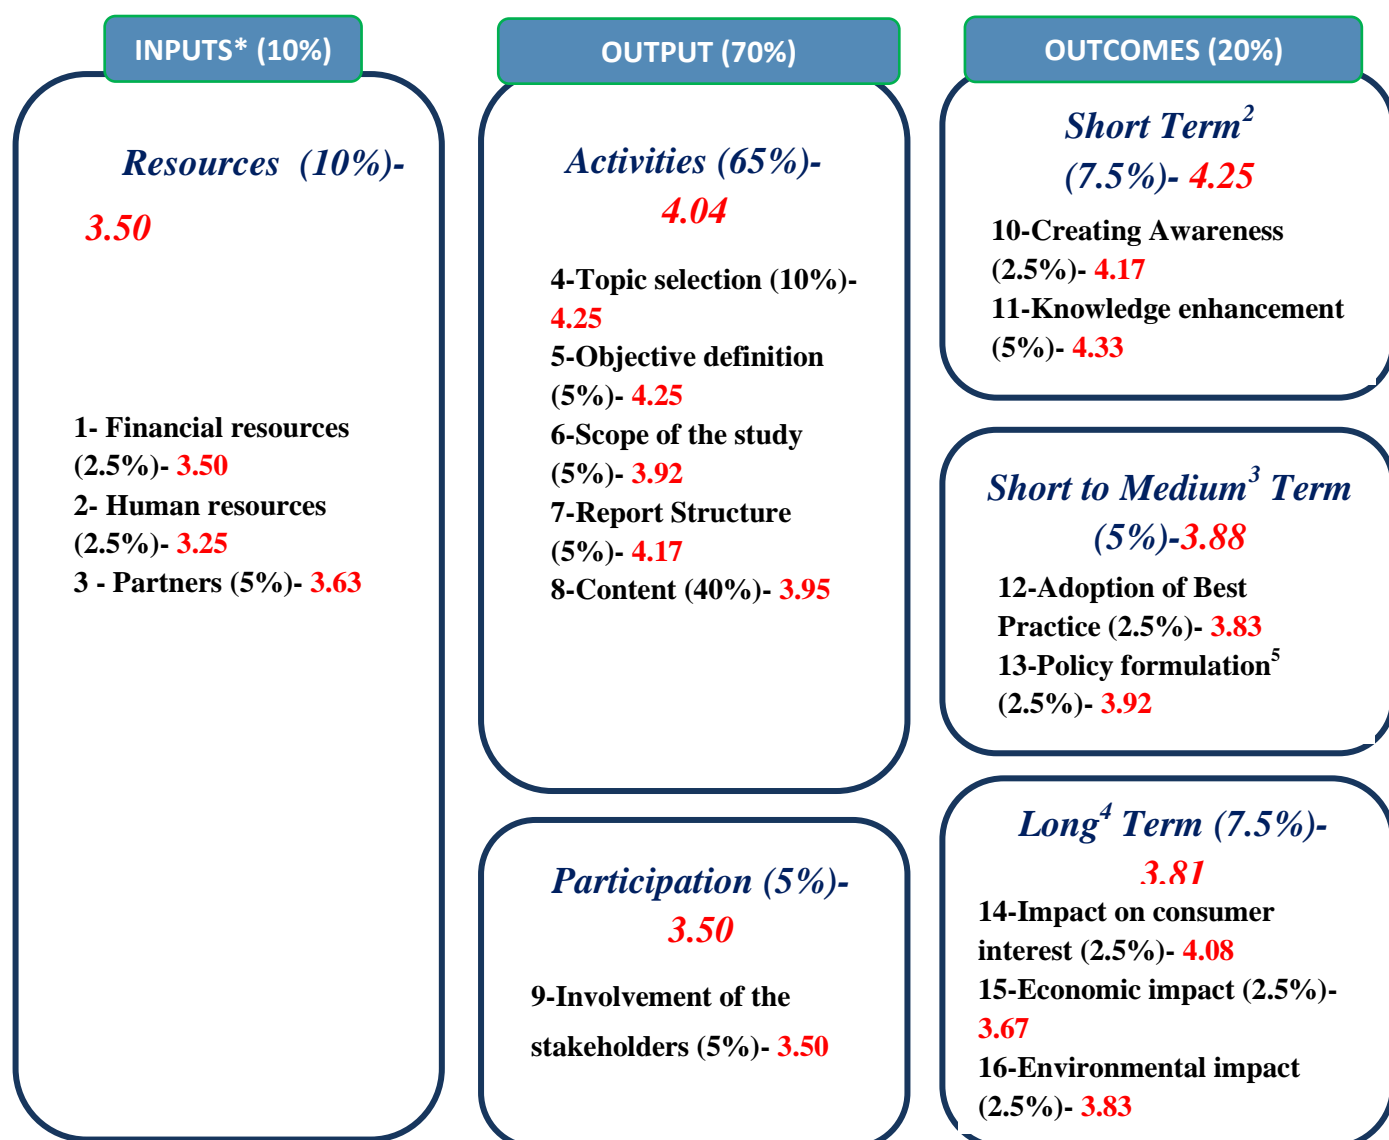 INPUTS* (10%)
Resources (10%)-
3.50
1- Financial resources
(2.5%)- 3.50
2- Human resources
(2.5%)- 3.25
3 - Partners (5%)- 3.63
OUTPUT (70%)
Activities (65%)-
4.04
4-Topic selection (10%)-
4.25
5-Objective definition
(5%)- 4.25
6-Scope of the study
(5%)- 3.92
7-Report Structure
(5%)- 4.17
8-Content (40%)- 3.95
Participation (5%)-
3.50
9-Involvement of the
stakeholders (5%)- 3.50
OUTCOMES (20%)
Short Term²
(7.5%)- 4.25
10-Creating Awareness
(2.5%)- 4.17
11-Knowledge enhancement
(5%)- 4.33
Short to Medium³ Term
(5%)-3.88
12-Adoption of Best
Practice (2.5%)- 3.83
13-Policy formulation⁵
(2.5%)- 3.92
Long⁴ Term (7.5%)-
3.81
14-Impact on consumer
interest (2.5%)- 4.08
15-Economic impact (2.5%)-
3.67
16-Environmental impact
(2.5%)- 3.83